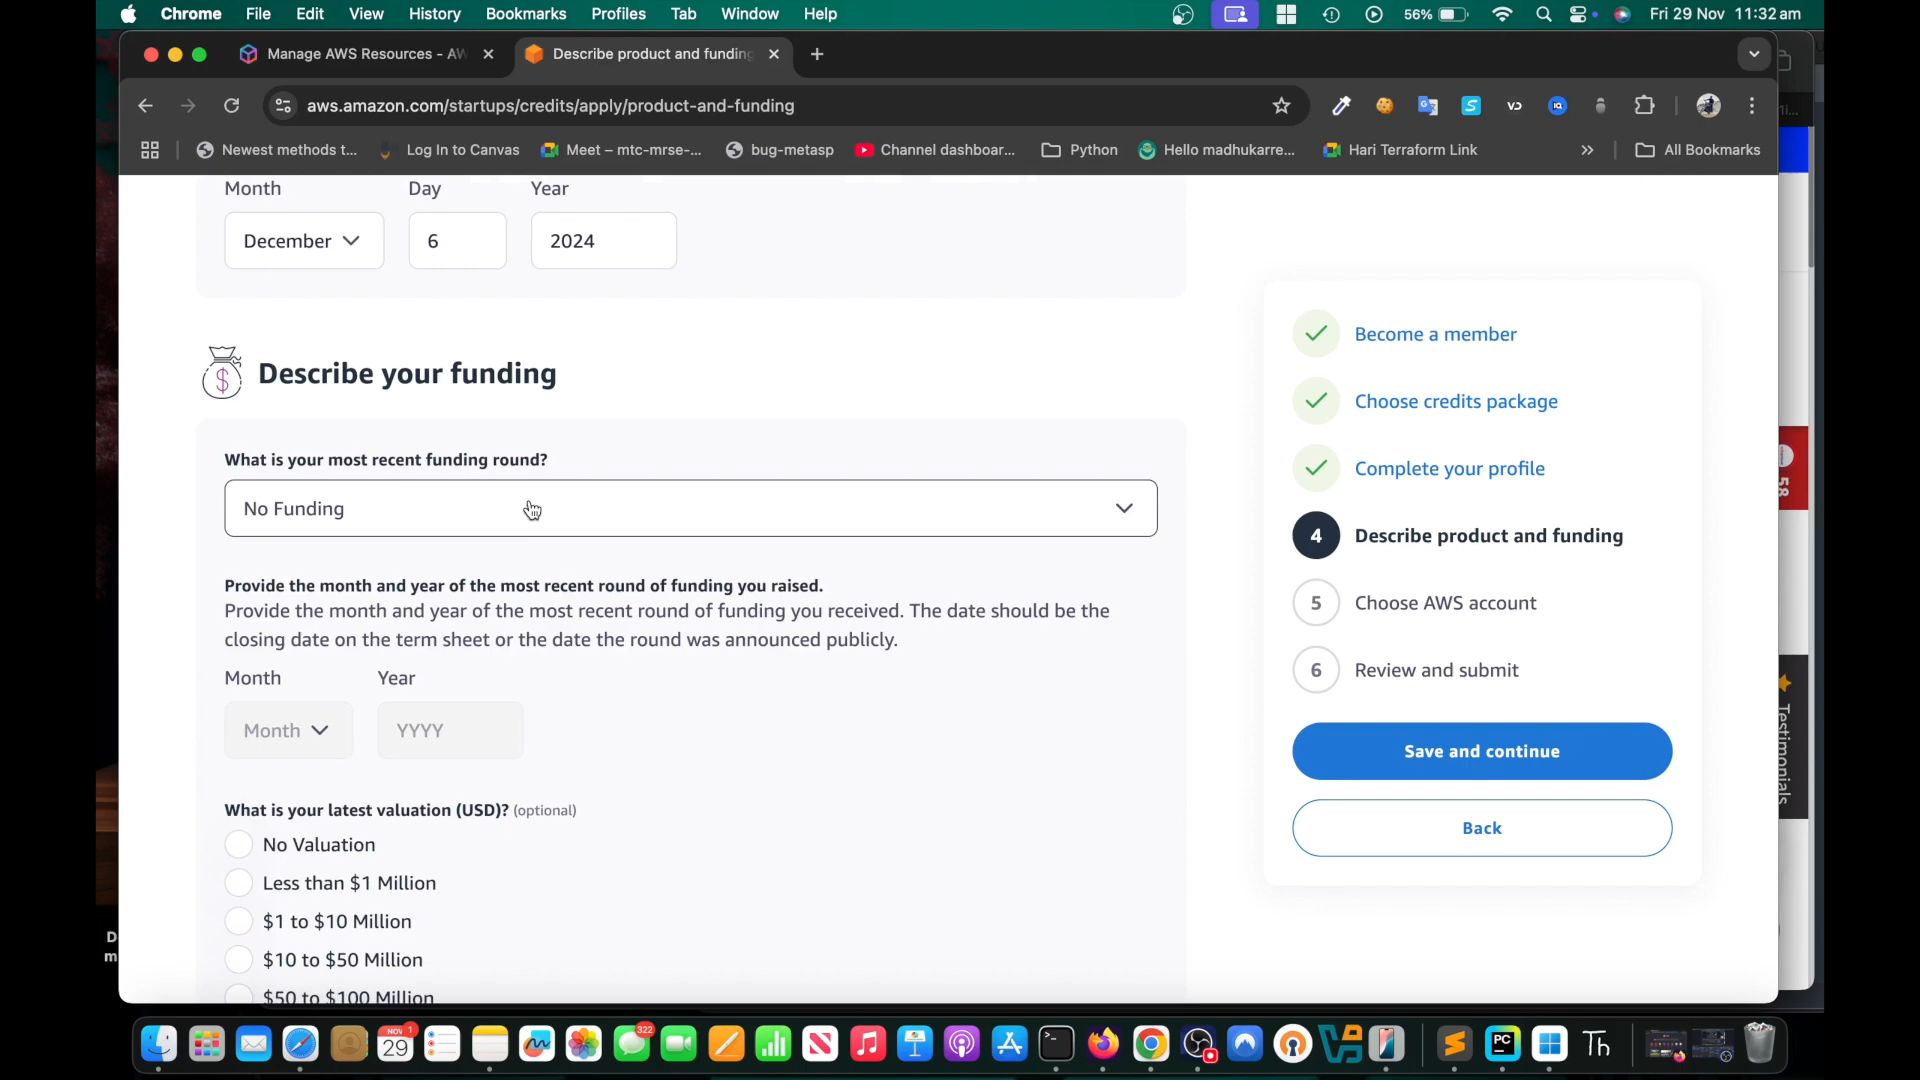 Chrome File Edit View History Bookmarks Profiles Tab Window Help 56% Fri 29 Nov 11:32 am
Manage AWS Resources - AW
Describe product and funding
aws.amazon.com/startups/credits/apply/product-and-funding
Newest methods t...
Log In to Canvas
Meet – mtc-mrse-...
bug-metasp
Channel dashboar...
Python
Hello madhukarre...
Hari Terraform Link
All Bookmarks
Month Day Year
December 6 2024
Describe your funding
What is your most recent funding round?
No Funding
Provide the month and year of the most recent round of funding you raised.
Provide the month and year of the most recent round of funding you received. The date should be the
closing date on the term sheet or the date the round was announced publicly.
Month Year
Month YYYY
What is your latest valuation (USD)? (optional)
No Valuation
Less than $1 Million
$1 to $10 Million
$10 to $50 Million
$50 to $100 Million
Become a member
Choose credits package
Complete your profile
4 Describe product and funding
5 Choose AWS account
6 Review and submit
Save and continue
Back
58
Testimonials
D
m
NOV 1
29
322
PC
Th